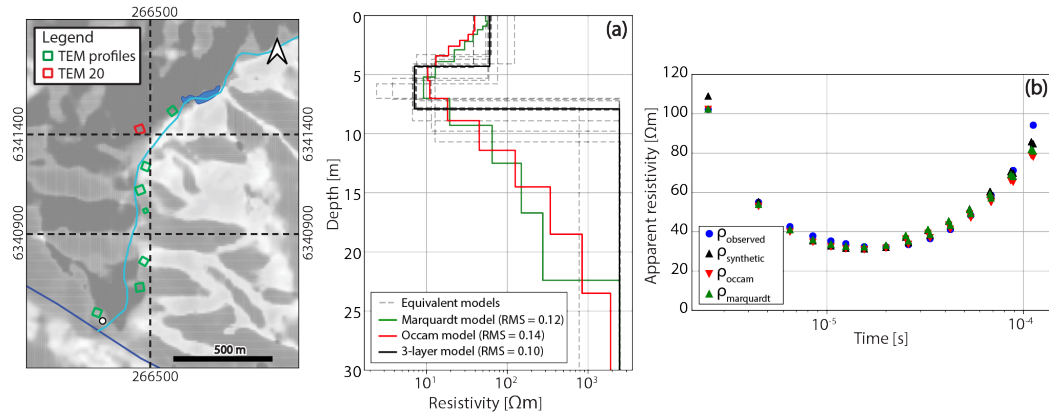 266500
Legend
TEM profiles
TEM 20
6341400
6341400
6340900
6340900
500 m
266500
(a)
0
5
10
15
20
25
30
Depth [m]
Equivalent models
Marquardt model (RMS = 0.12)
Occam model (RMS = 0.14)
3-layer model (RMS = 0.10)
10¹
10²
10³
Resistivity [Ωm]
(b)
120
100
80
60
40
20
0
Apparent resistivity [Ωm]
ρobserved
ρsynthetic
ρoccam
ρmarquardt
10⁻⁵
10⁻⁴
Time [s]